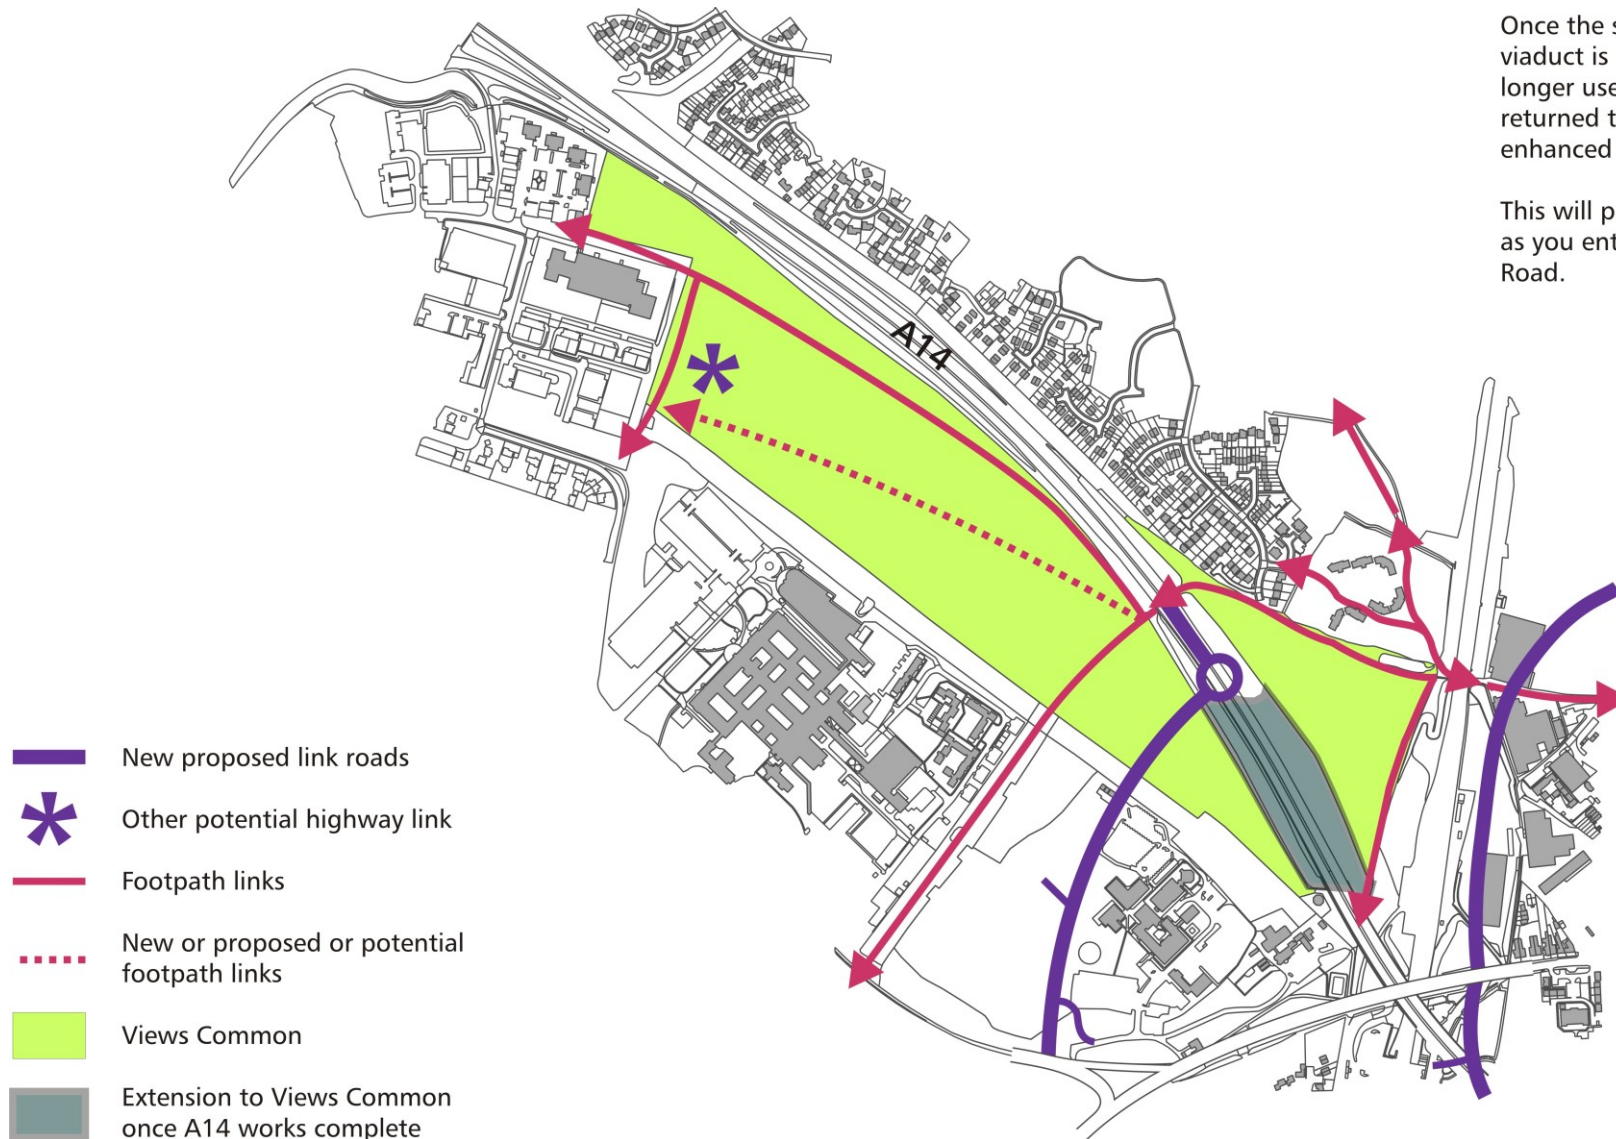 Once the
viaduct is
longer
returned
enhanced
This will
as you
Road.
A14
New proposed link roads
Other potential highway link
Footpath links
New or proposed or potential
footpath links
Views Common
Extension to Views Common
once A14 works complete